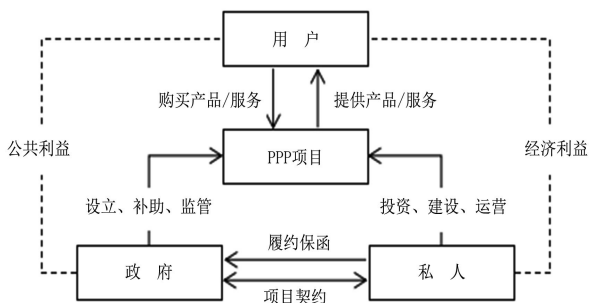 用 户
购买产品/服务
提供产品/服务
公共利益
PPP项目
经济利益
设立、补助、监管
投资、建设、运营
履约保函
政 府
私 人
项目契约